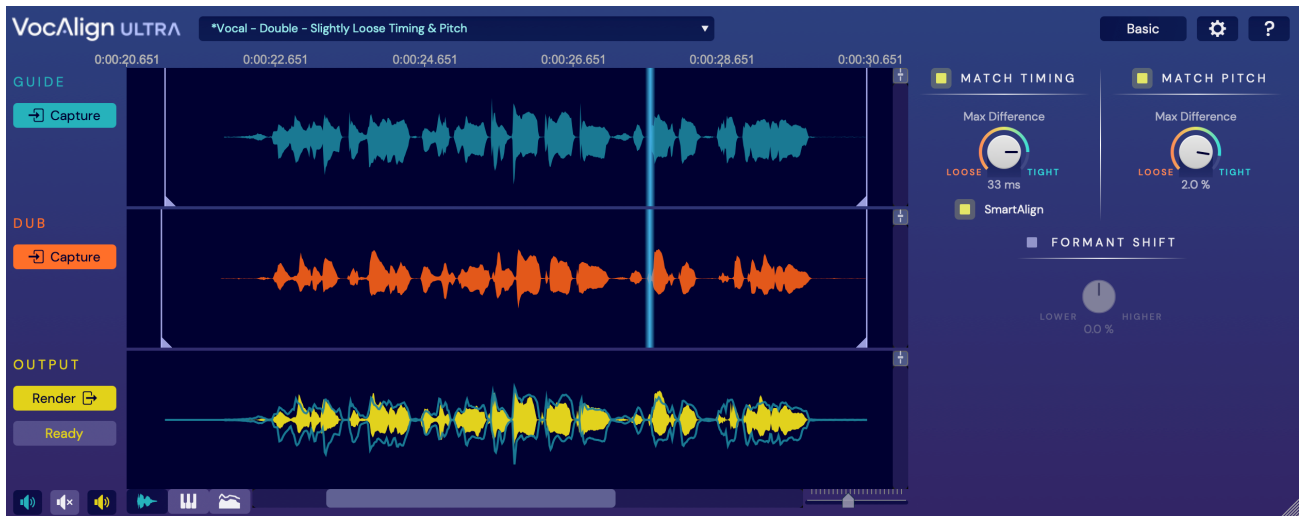 VocAlign ULTRA
*Vocal - Double - Slightly Loose Timing & Pitch
Basic
?
0:00:20.651 0:00:22.651 0:00:24.651 0:00:26.651 0:00:28.651 0:00:30.651
GUIDE
Capture
DUB
Capture
OUTPUT
Render
Ready
MATCH TIMING
Max Difference
LOOSE TIGHT
33 ms
SmartAlign
MATCH PITCH
Max Difference
LOOSE TIGHT
2.0 %
FORMANT SHIFT
LOWER HIGHER
0.0 %